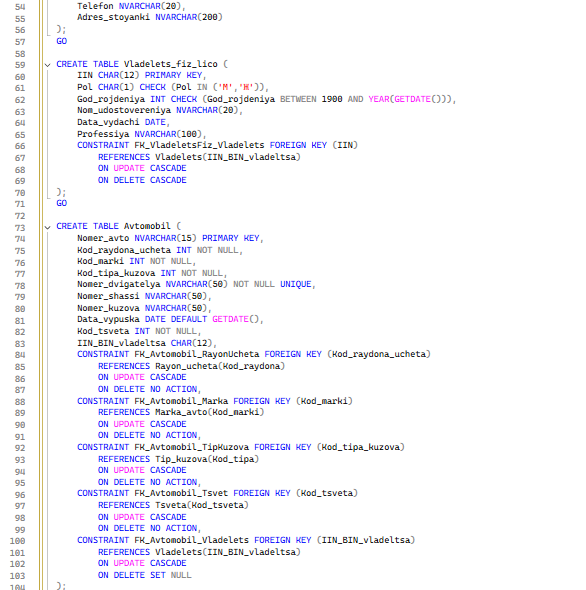 54 Telefon NVARCHAR(20),
55 Adres_stoyanki NVARCHAR(200)
56 );
57 GO
58
59 CREATE TABLE Vladelets_fiz_lico (
60 IIN CHAR(12) PRIMARY KEY,
61 Pol CHAR(1) CHECK (Pol IN ('М','Ж')),
62 God_rojdeniya INT CHECK (God_rojdeniya BETWEEN 1900 AND YEAR(GETDATE())),
63 Nom_udostovereniya NVARCHAR(20),
64 Data_vydachi DATE,
65 Professiya NVARCHAR(100),
66 CONSTRAINT FK_VladeletsFiz_Vladelets FOREIGN KEY (IIN)
67 REFERENCES Vladelets(IIN_BIN_vladeltsa)
68 ON UPDATE CASCADE
69 ON DELETE CASCADE
70 );
71 GO
72
73 CREATE TABLE Avtomobil (
74 Nomer_avto NVARCHAR(15) PRIMARY KEY,
75 Kod_raydona_ucheta INT NOT NULL,
76 Kod_marki INT NOT NULL,
77 Kod_tipa_kuzova INT NOT NULL,
78 Nomer_dvigatelya NVARCHAR(50) NOT NULL UNIQUE,
79 Nomer_shassi NVARCHAR(50),
80 Nomer_kuzova NVARCHAR(50),
81 Data_vypuska DATE DEFAULT GETDATE(),
82 Kod_tsveta INT NOT NULL,
83 IIN_BIN_vladeltsa CHAR(12),
84 CONSTRAINT FK_Avtomobil_RayonUcheta FOREIGN KEY (Kod_raydona_ucheta)
85 REFERENCES Rayon_ucheta(Kod_raydona)
86 ON UPDATE CASCADE
87 ON DELETE NO ACTION,
88 CONSTRAINT FK_Avtomobil_Marka FOREIGN KEY (Kod_marki)
89 REFERENCES Marka_avto(Kod_marki)
90 ON UPDATE CASCADE
91 ON DELETE NO ACTION,
92 CONSTRAINT FK_Avtomobil_TipKuzova FOREIGN KEY (Kod_tipa_kuzova)
93 REFERENCES Tip_kuzova(Kod_tipa)
94 ON UPDATE CASCADE
95 ON DELETE NO ACTION,
96 CONSTRAINT FK_Avtomobil_Tsvet FOREIGN KEY (Kod_tsveta)
97 REFERENCES Tsveta(Kod_tsveta)
98 ON UPDATE CASCADE
99 ON DELETE NO ACTION,
100 CONSTRAINT FK_Avtomobil_Vladelets FOREIGN KEY (IIN_BIN_vladeltsa)
101 REFERENCES Vladelets(IIN_BIN_vladeltsa)
102 ON UPDATE CASCADE
103 ON DELETE SET NULL
104 );